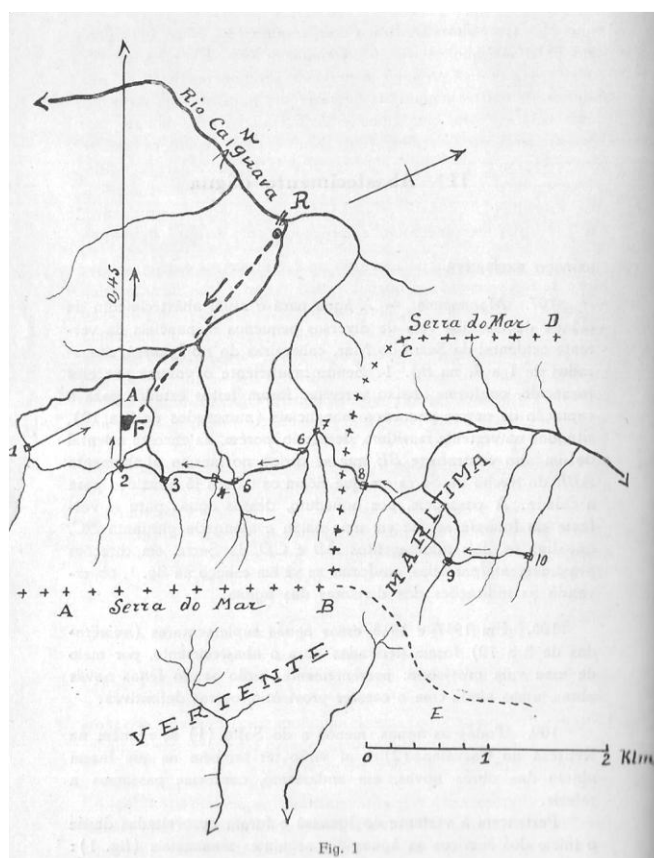 Rio Caiguava
N
R
0,45
Serra do Mar D
C
A
F
1
2
3
4
5
6
7
8
9
10
MARITIMA
A Serra do Mar B
VERTENTE
E
0 1 2 Klm.
Fig. 1